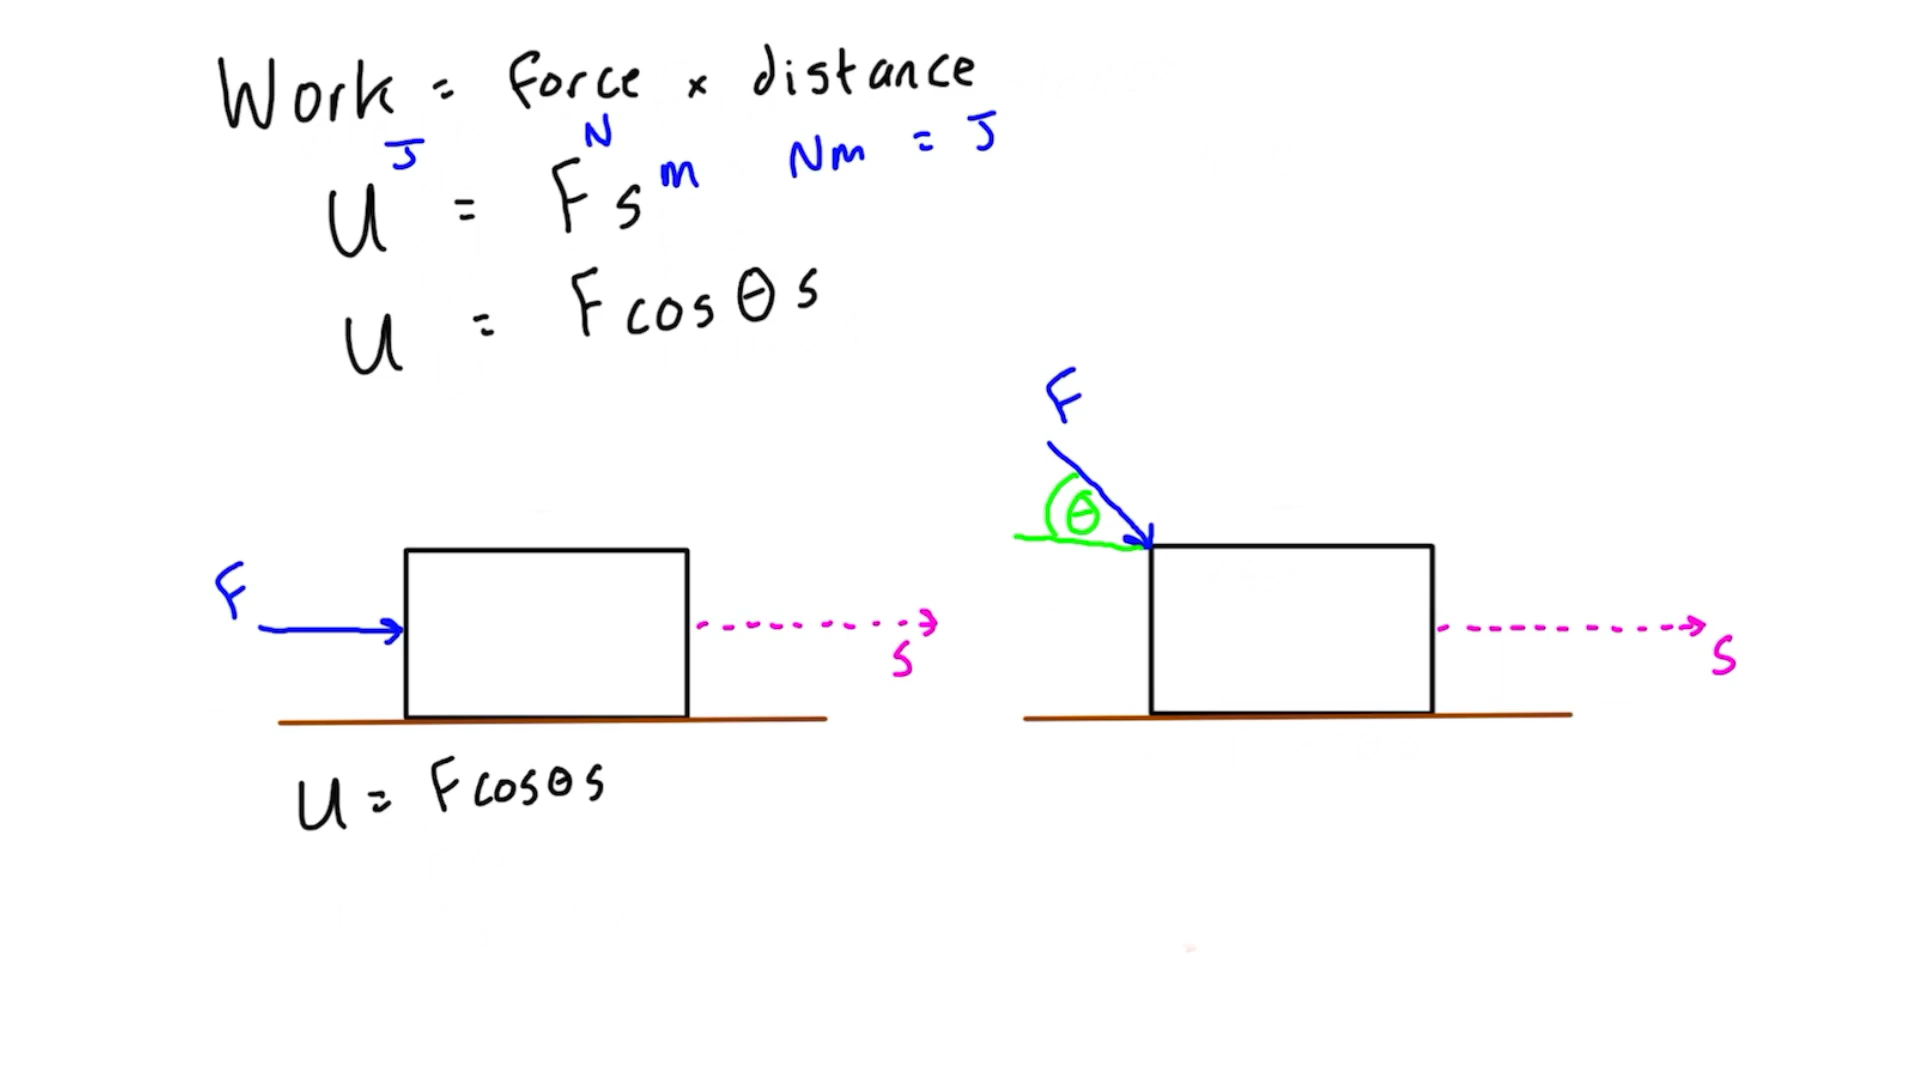 Work = force × distance
J N m Nm = J
U = F s
U = F cos θ s
F
θ
F
s
s
U = F cos θ s